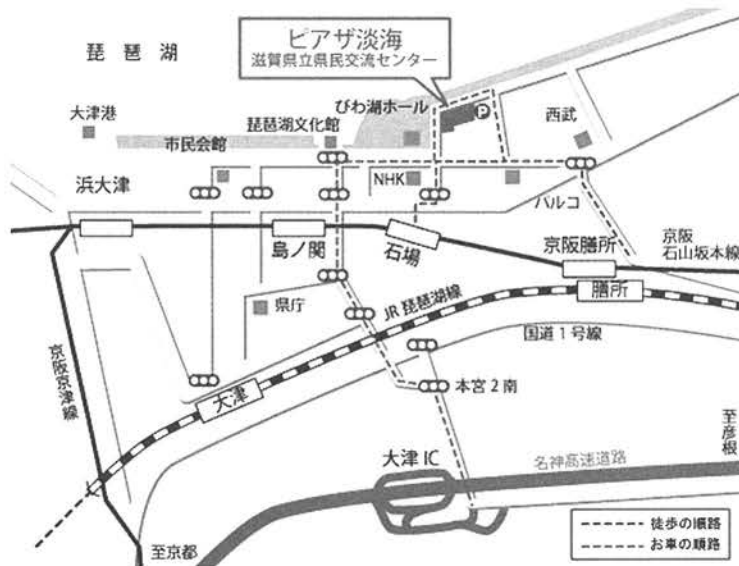 琵琶湖
ピアザ淡海
滋賀県立県民交流センター
大津港
市民会館
琵琶湖文化館
びわ湖ホール
P
西武
浜大津
NHK
パルコ
島ノ関
石場
京阪膳所
京阪
石山坂本線
県庁
JR琵琶湖線
膳所
国道1号線
京阪京津線
大津
本宮2南
大津IC
名神高速道路
至彦根
至京都
徒歩の順路
お車の順路